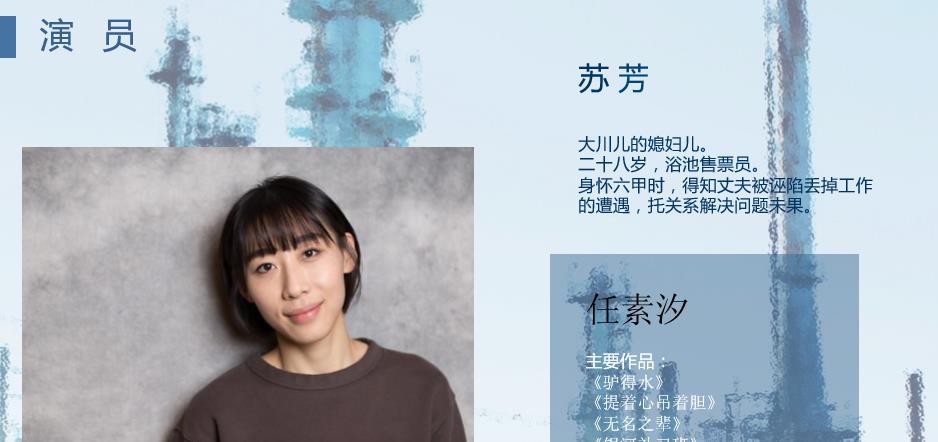 演 员
苏 芳
大川儿的媳妇儿。
二十八岁，浴池售票员。
身怀六甲时，得知丈夫被诬陷丢掉工作
的遭遇，托关系解决问题未果。
任素汐
主要作品：
《驴得水》
《提着心吊着胆》
《无名之辈》